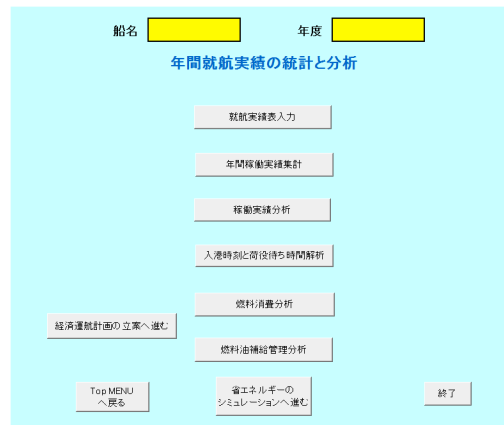 船名 年度
年間就航実績の統計と分析
就航実績表入力
年間稼働実績集計
稼働実績分析
入港時刻と荷役待ち時間解析
燃料消費分析
経済運航計画の立案へ進む
燃料油補給管理分析
Top MENU
へ戻る
省エネルギーの
シミュレーションへ進む
終了